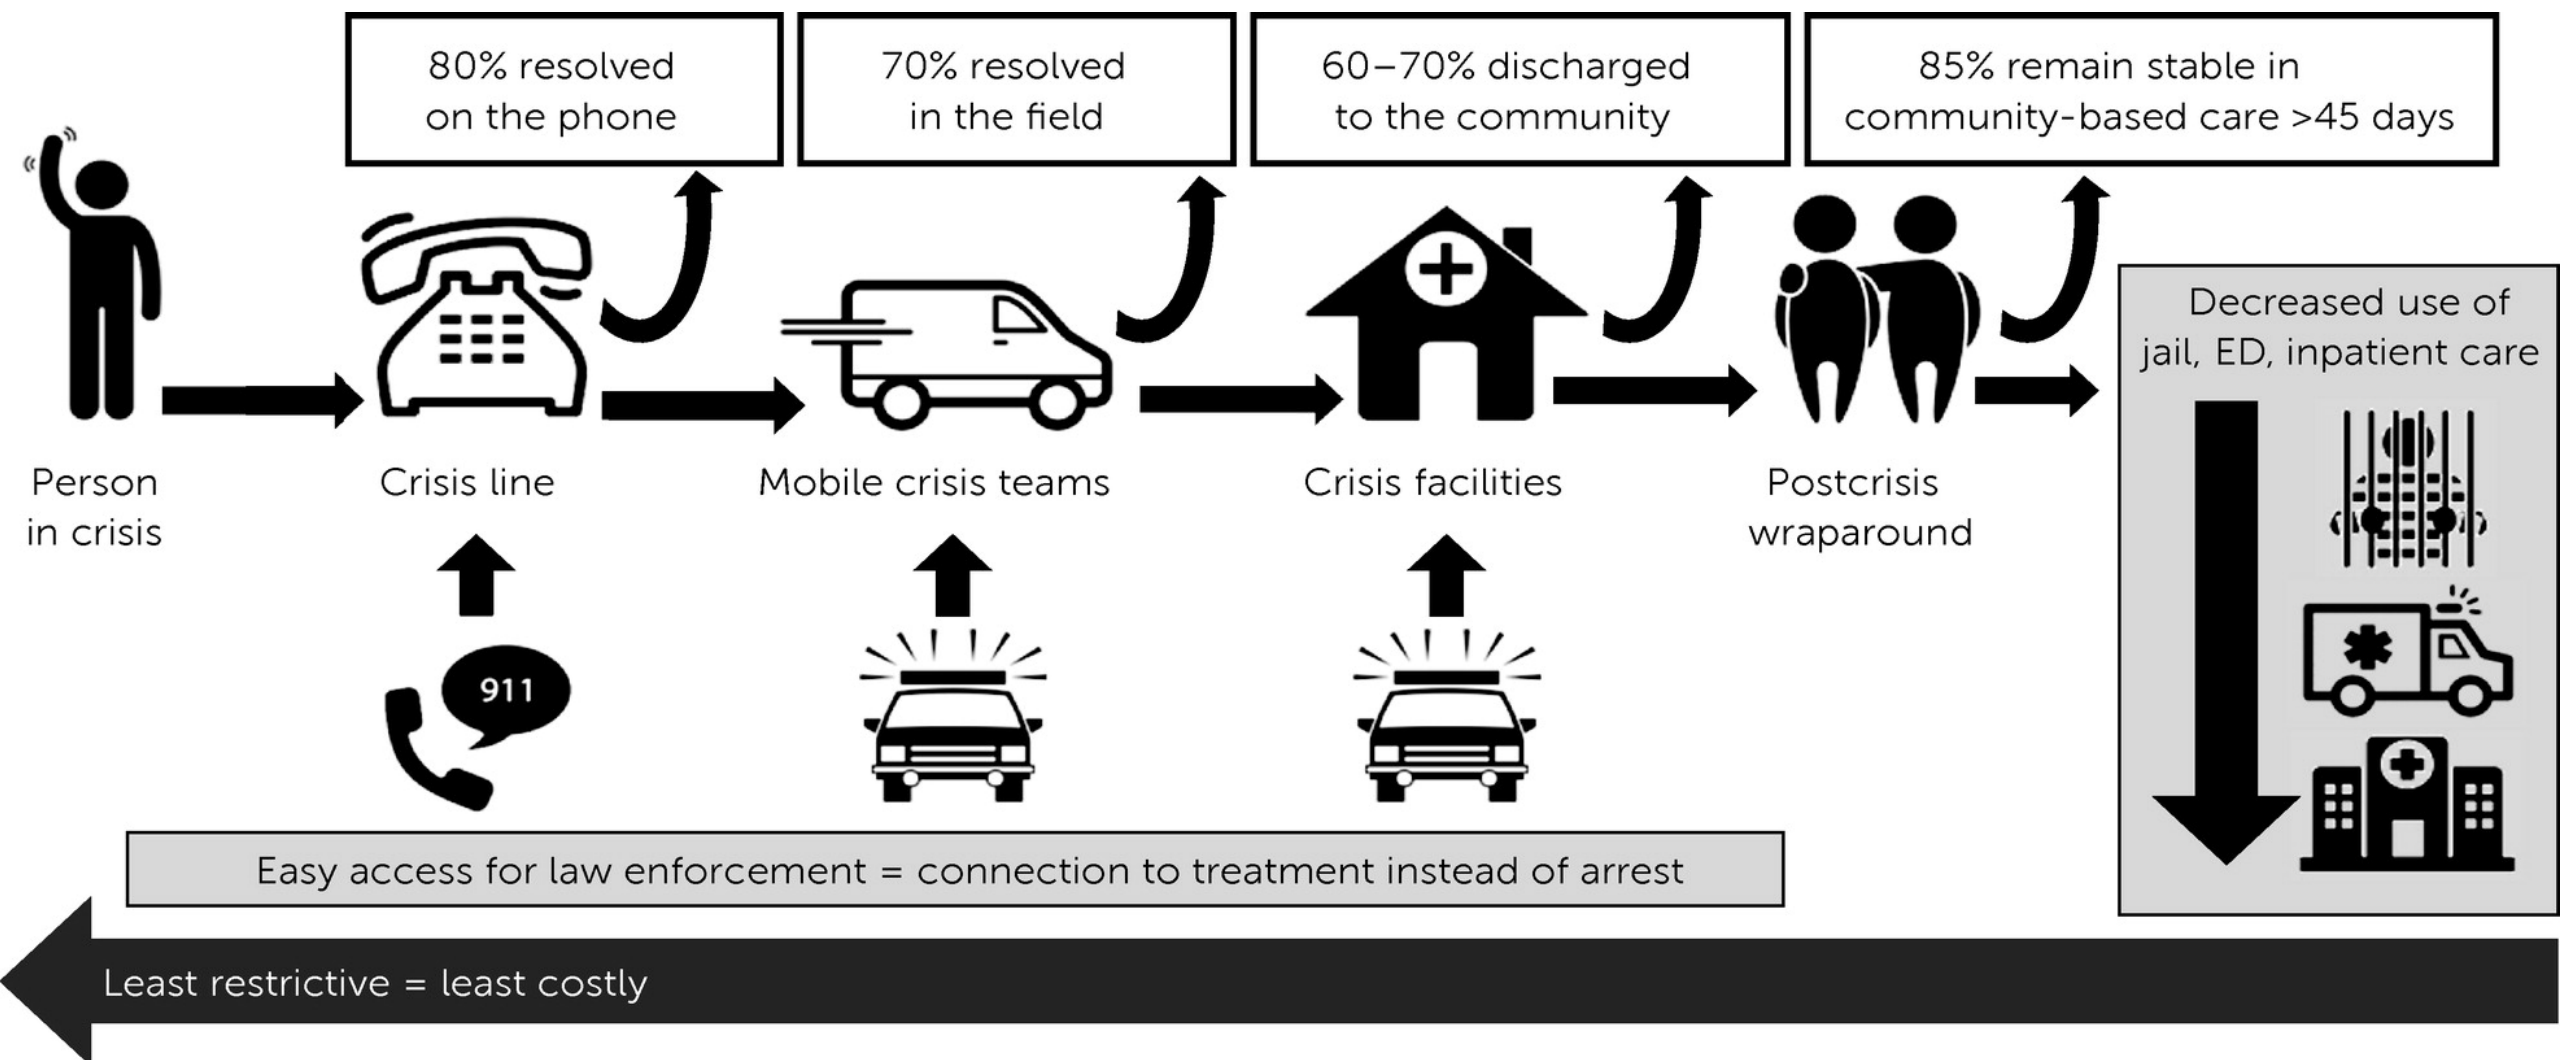 80% resolved
on the phone
70% resolved
in the field
60–70% discharged
to the community
85% remain stable in
community-based care >45 days
Decreased use of
jail, ED, inpatient care
Person
in crisis
Crisis line
Mobile crisis teams
Crisis facilities
Postcrisis
wraparound
911
Easy access for law enforcement = connection to treatment instead of arrest
Least restrictive = least costly